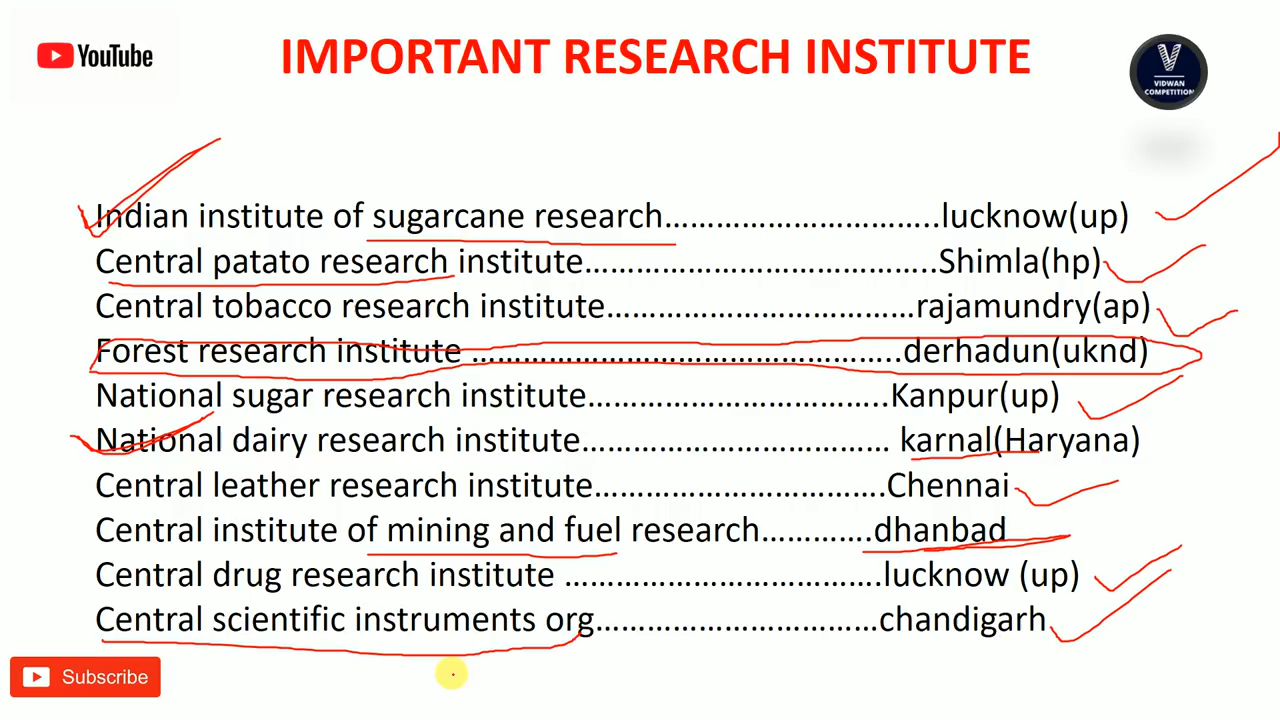 YouTube
IMPORTANT RESEARCH INSTITUTE
VIDWAN
COMPETITION
Indian institute of sugarcane research……………………………..lucknow(up)
Central patato research institute…………………………………..Shimla(hp)
Central tobacco research institute………………………………rajamundry(ap)
Forest research institute …………………………………………..derhadun(uknd)
National sugar research institute……………………………..Kanpur(up)
National dairy research institute……………………………… karnal(Haryana)
Central leather research institute…………………………….Chennai
Central institute of mining and fuel research………….dhanbad
Central drug research institute ………………………………..lucknow (up)
Central scientific instruments org……………………………chandigarh
Subscribe